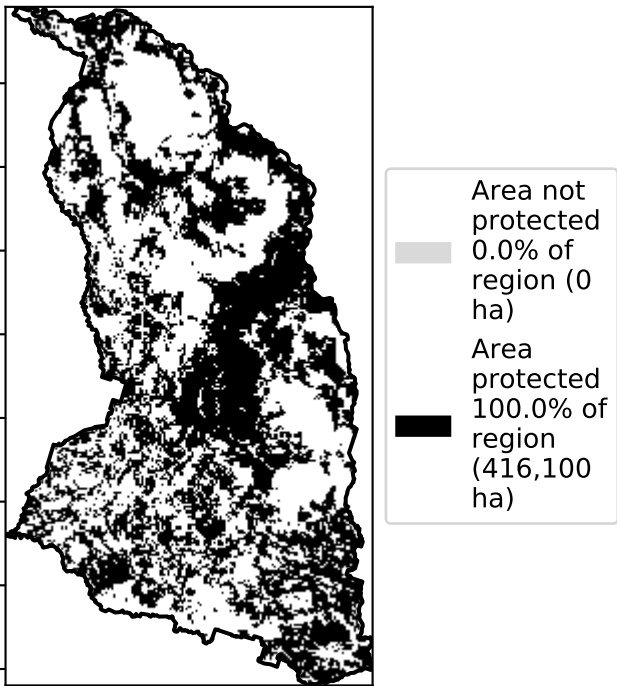 Area not
protected
0.0% of
region (0
ha)
Area
protected
100.0% of
region
(416,100
ha)